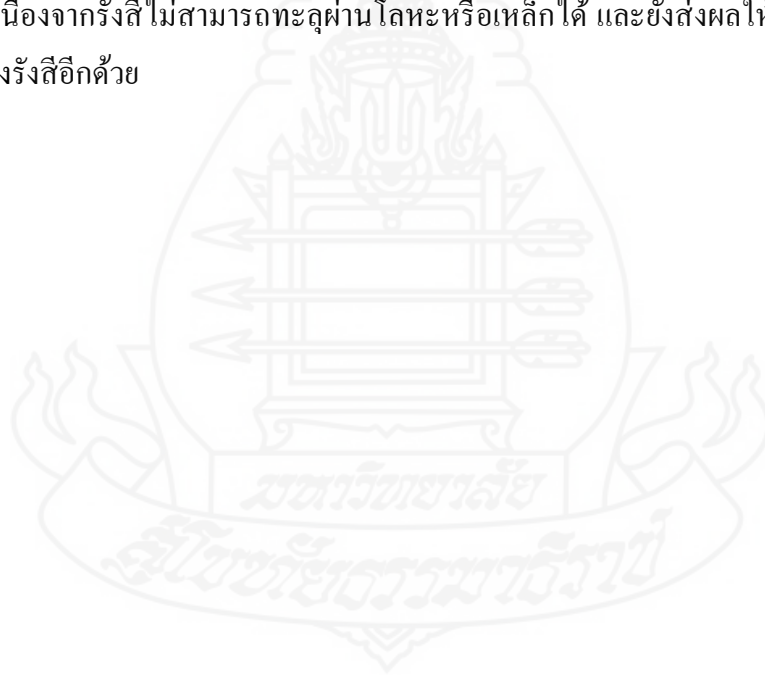 นื่องจากรังสีไม่สามารถทะลุผ่านโลหะหรือเหล็กได้ และยังส่งผลให้
งรังสีอีกด้วย
มหาวิทยาลัย
สุโขทัยธรรมาธิราช